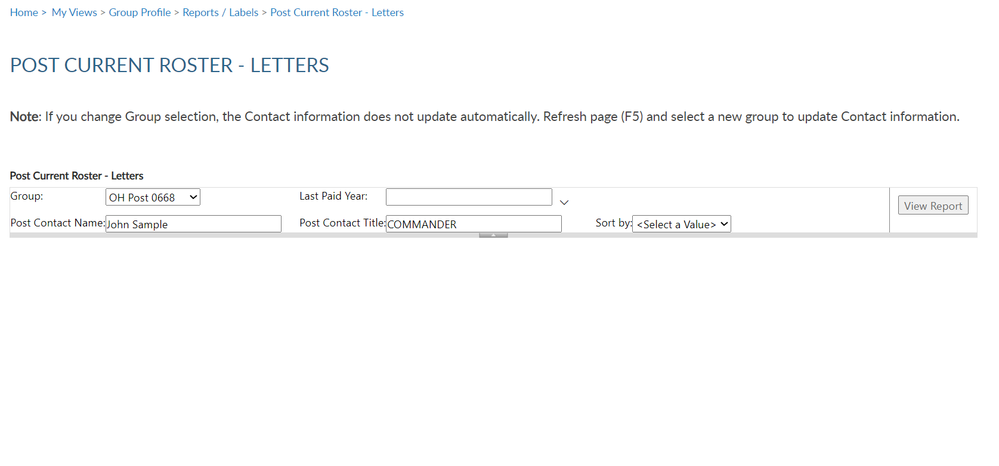 Home > My Views > Group Profile > Reports / Labels > Post Current Roster - Letters
POST CURRENT ROSTER - LETTERS
Note: If you change Group selection, the Contact information does not update automatically. Refresh page (F5) and select a new group to update Contact information.
Post Current Roster - Letters
Group: OH Post 0668 Last Paid Year: View Report
Post Contact Name: John Sample Post Contact Title: COMMANDER Sort by: <Select a Value>